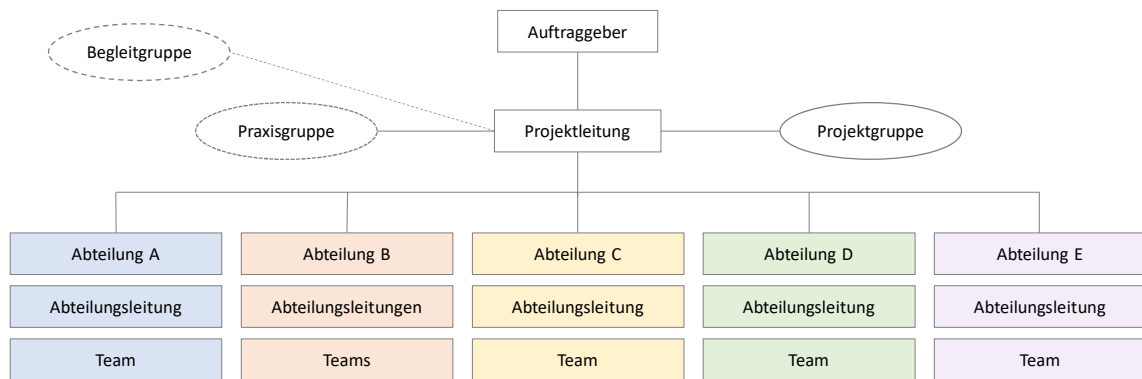 Auftraggeber
Begleitgruppe
Praxisgruppe
Projektleitung
Projektgruppe
Abteilung A
Abteilung B
Abteilung C
Abteilung D
Abteilung E
Abteilungsleitung
Abteilungsleitungen
Abteilungsleitung
Abteilungsleitung
Abteilungsleitung
Team
Teams
Team
Team
Team